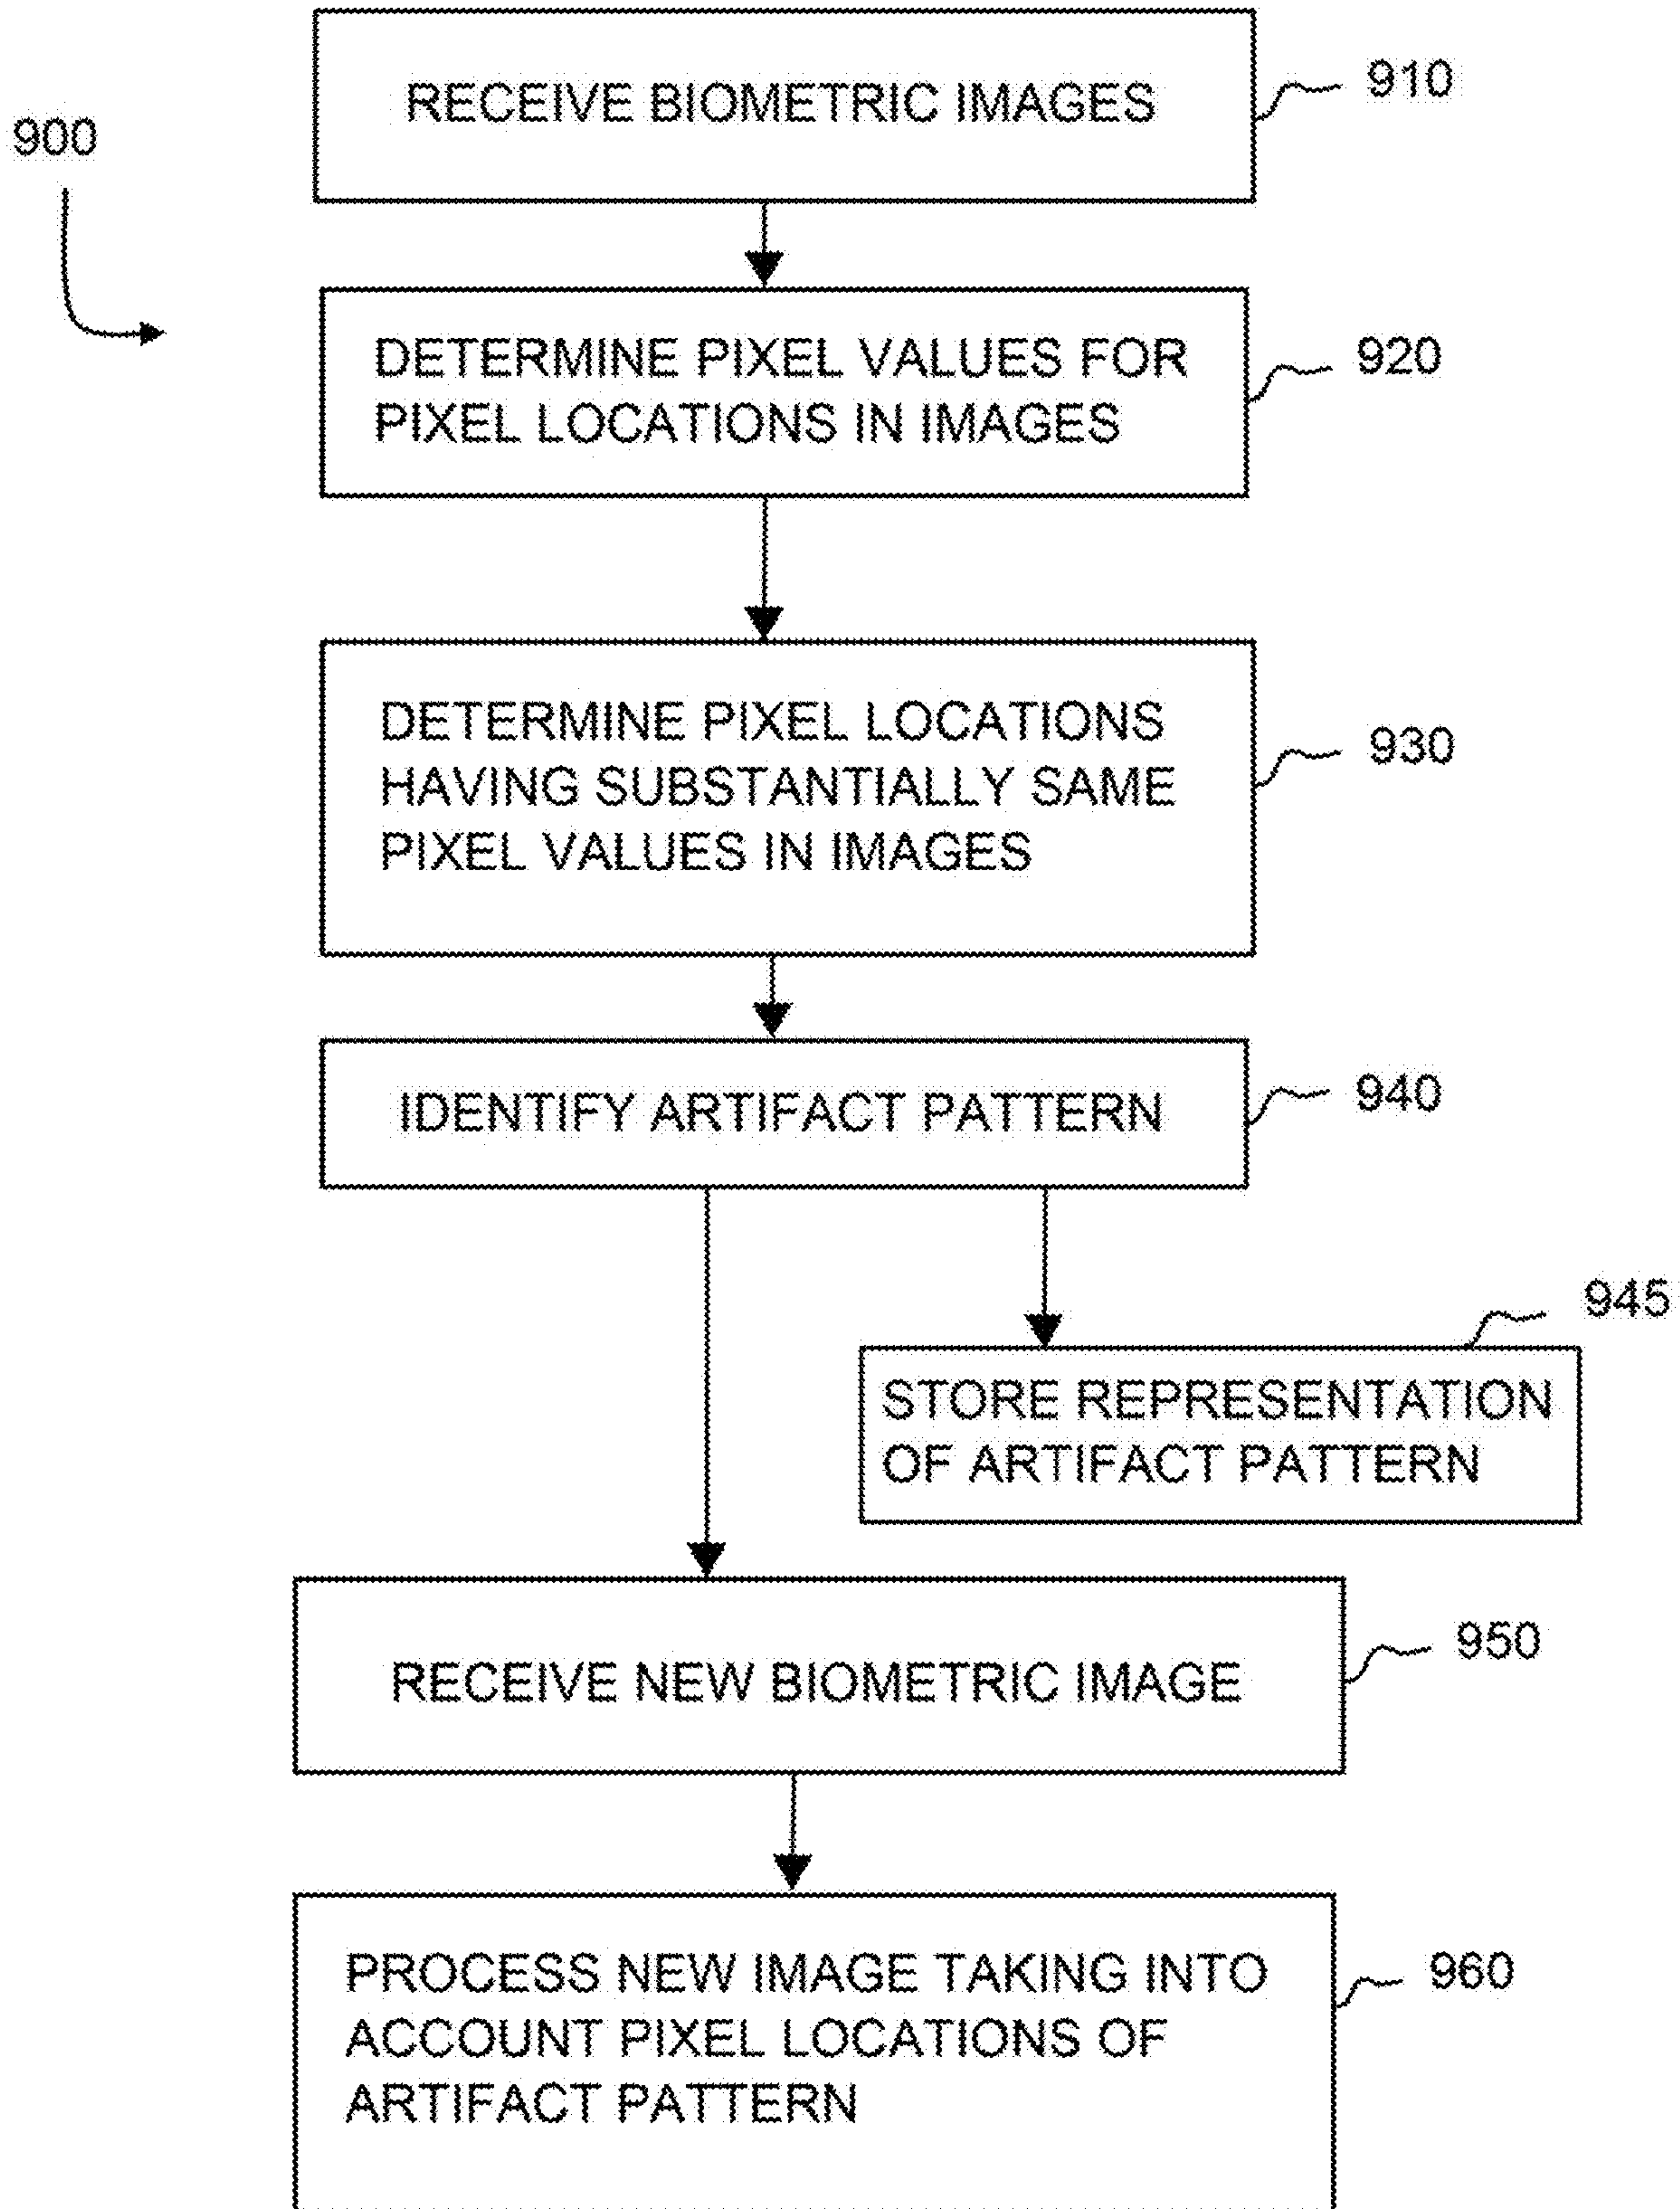 RECEIVE BIOMETRIC IMAGES
910
900
DETERMINE PIXEL VALUES FOR
PIXEL LOCATIONS IN IMAGES
920
DETERMINE PIXEL LOCATIONS
HAVING SUBSTANTIALLY SAME
PIXEL VALUES IN IMAGES
930
IDENTIFY ARTIFACT PATTERN
940
945
STORE REPRESENTATION
OF ARTIFACT PATTERN
RECEIVE NEW BIOMETRIC IMAGE
950
PROCESS NEW IMAGE TAKING INTO
ACCOUNT PIXEL LOCATIONS OF
ARTIFACT PATTERN
960